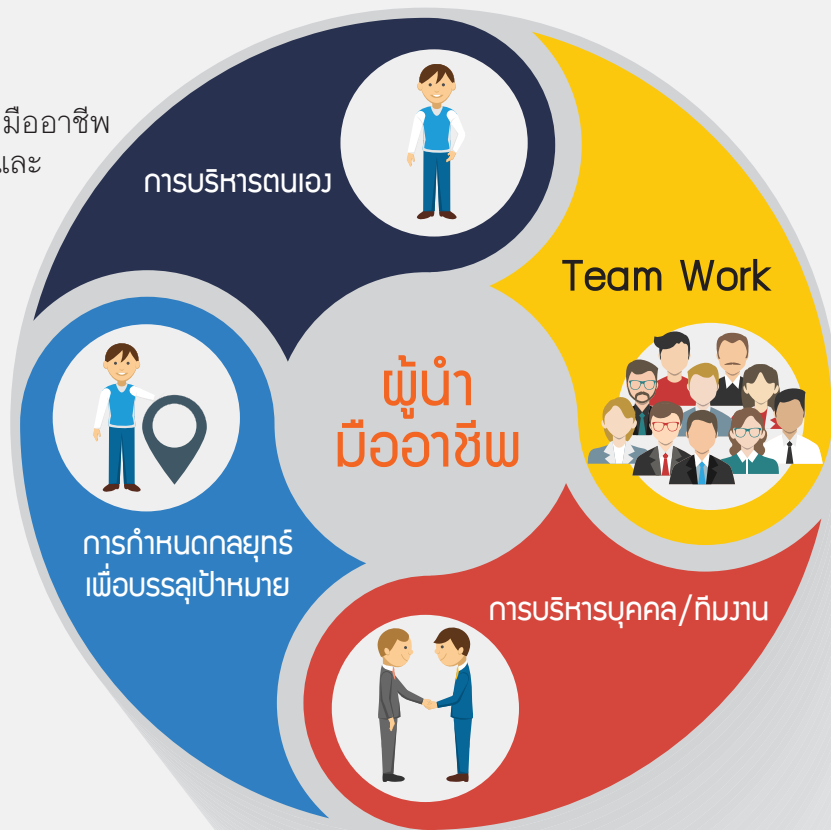 มืออาชีพ
และ
การบริหารตนเอง
Team Work
ผู้นำ
มืออาชีพ
การกำหนดกลยุทธ์
เพื่อบรรลุเป้าหมาย
การบริหารบุคคล/ทีมงาน